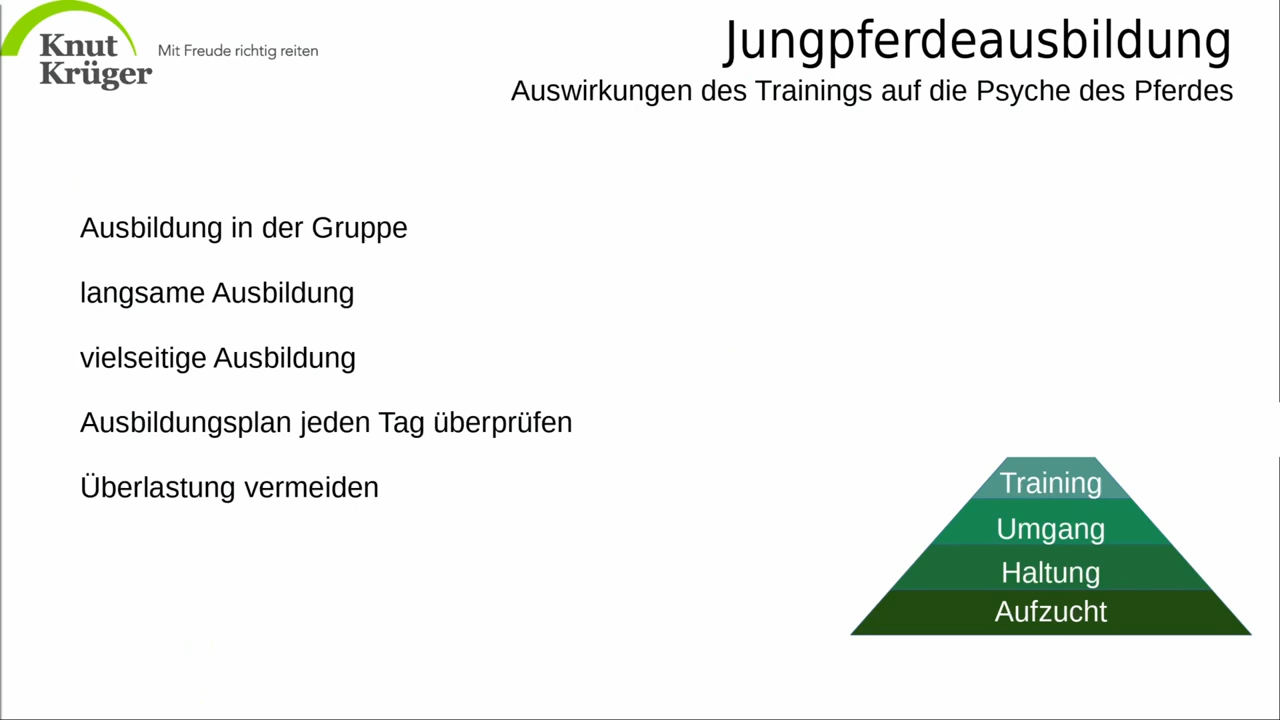 Knut
Krüger
Mit Freude richtig reiten
Jungpferdeausbildung
Auswirkungen des Trainings auf die Psyche des Pferdes
Ausbildung in der Gruppe
langsame Ausbildung
vielseitige Ausbildung
Ausbildungsplan jeden Tag überprüfen
Überlastung vermeiden
Training
Umgang
Haltung
Aufzucht